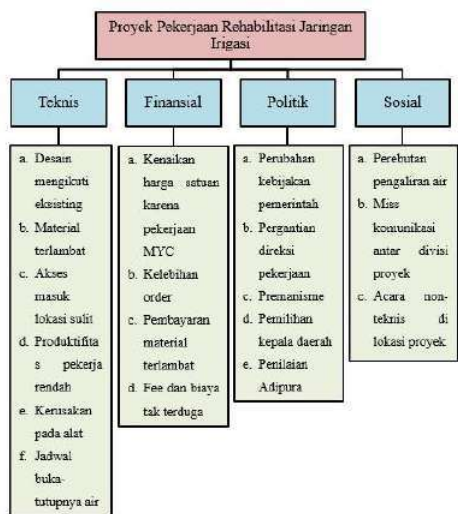 Proyek Pekerjaan Rehabilitasi Jaringan
Irigasi
Teknis
Finansial
Politik
Sosial
a. Desain
mengikuti
eksisting
b. Material
terlambat
c. Akses
masuk
lokasi sulit
d. Produktifita
s pekerja
rendah
e. Kerusakan
pada alat
f. Jadwal
buka-
tutupnya air
a. Kenaikan
harga satuan
karena
pekerjaan
MYC
b. Kelebihan
order
c. Pembayaran
material
terlambat
d. Fee dan biaya
tak terduga
a. Perubahan
kebijakan
pemerintah
b. Pergantian
direksi
pekerjaan
c. Premanisme
d. Pemilihan
kepala daerah
e. Penilaian
Adipura
a. Perebutan
pengaliran air
b. Miss
komunikasi
antar divisi
proyek
c. Acara non-
teknis di
lokasi proyek